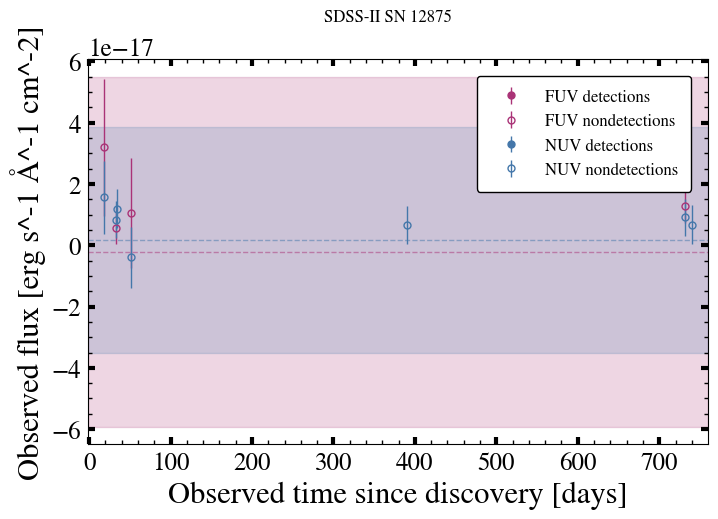 SDSS-II SN 12875
1e−17
6
4
2
0
−2
−4
−6
Observed flux [erg s^-1 Å^-1 cm^-2]
FUV detections
FUV nondetections
NUV detections
NUV nondetections
0 100 200 300 400 500 600 700
Observed time since discovery [days]